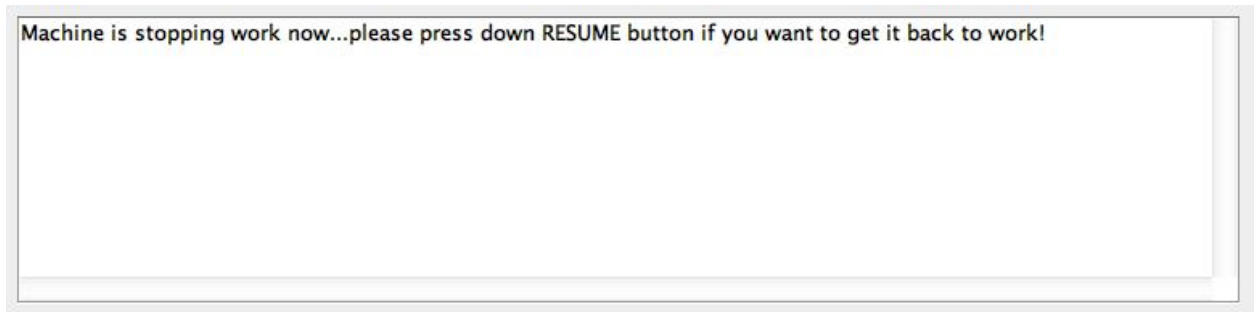 Machine is stopping work now...please press down RESUME button if you want to get it back to work!